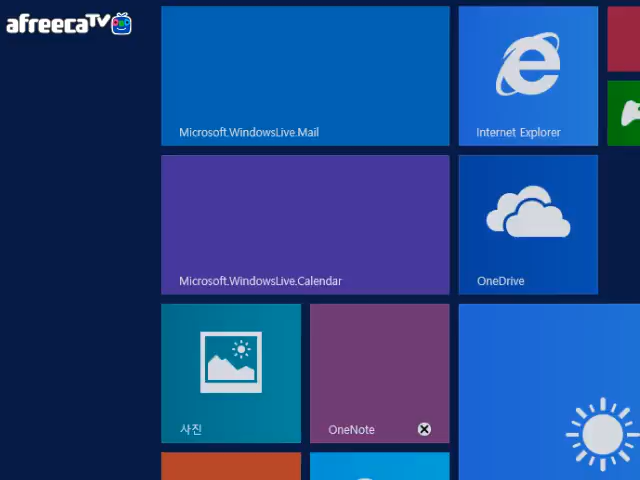 afreecaTV
Microsoft.WindowsLive.Mail
Internet Explorer
Microsoft.WindowsLive.Calendar
OneDrive
사진
OneNote